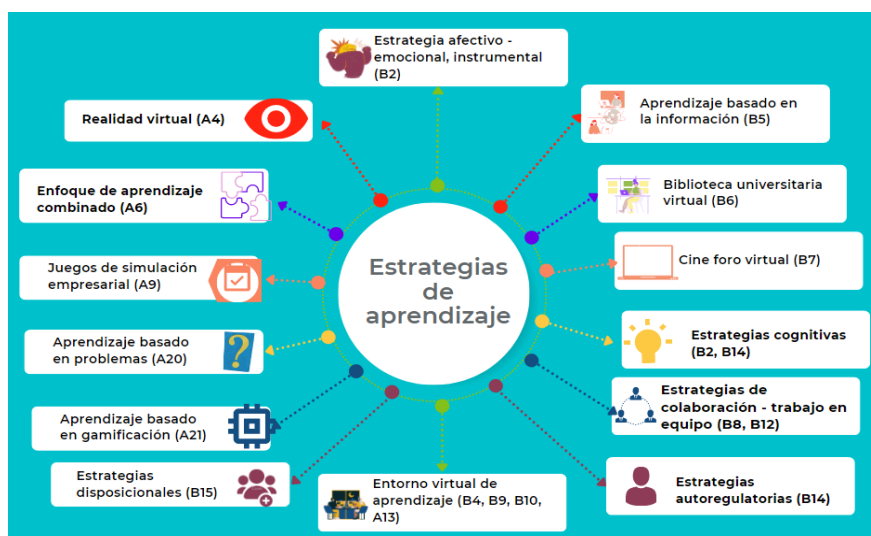 Estrategia afectivo -
emocional, instrumental
(B2)
Realidad virtual (A4)
Aprendizaje basado en
la información (B5)
Enfoque de aprendizaje
combinado (A6)
Biblioteca universitaria
virtual (B6)
Juegos de simulación
empresarial (A9)
Cine foro virtual (B7)
Estrategias
de
aprendizaje
Aprendizaje basado
en problemas (A20)
Estrategias cognitivas
(B2, B14)
Aprendizaje basado
en gamificación (A21)
Estrategias de
colaboración - trabajo en
equipo (B8, B12)
Estrategias
disposicionales (B15)
Entorno virtual de
aprendizaje (B4, B9, B10,
A13)
Estrategias
autoregulatorias (B14)